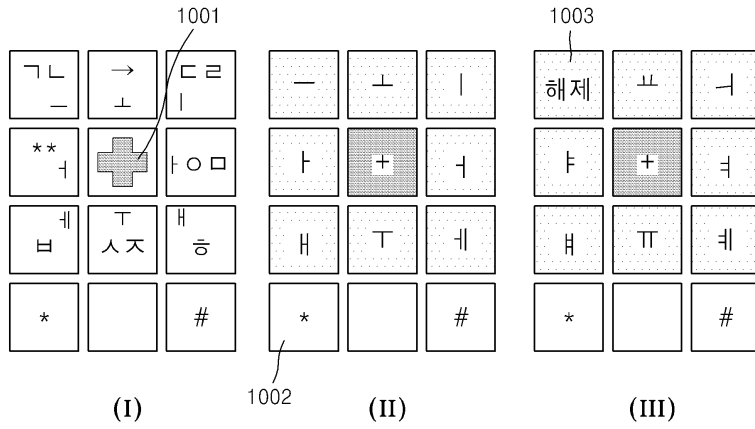 1001
1003
ㄱㄴ → ㄷㄹ ㅡ ㅗ ㅣ 해제 ㅛ
ㅡ ㅗ ㅣ
** ㅓ ㅏㅇㅁ ㅏ + ㅓ ㅑ + ㅕ
ㅔ ㅜ ㅐ
ㅂ ㅅㅈ ㅎ ㅐ ㅜ ㅔ ㅒ ㅠ ㅖ
* # * # * #
1002
(I) (II) (III)